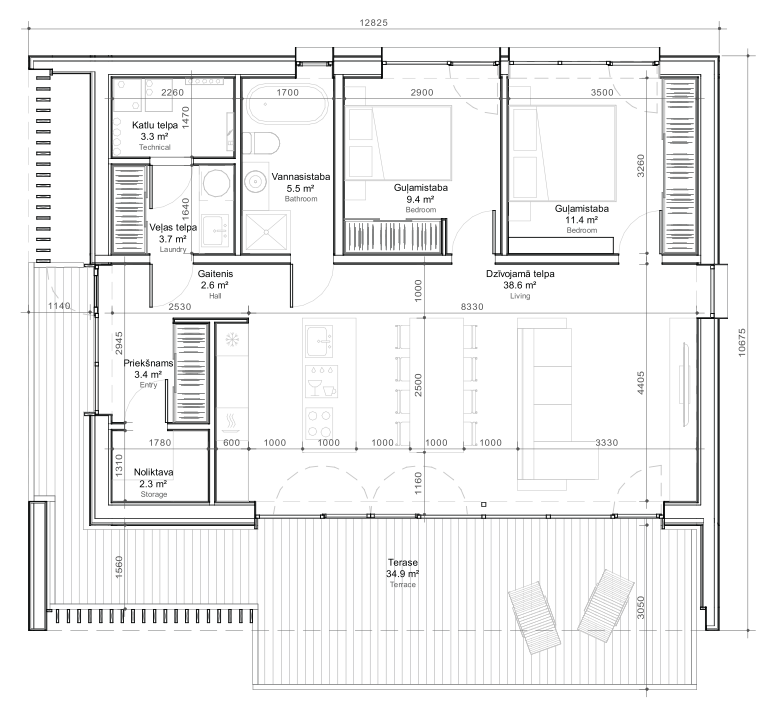 12825
2260
1700
2900
3500
1470
Katlu telpa
3.3 m²
Technical
3260
Vannasistaba
5.5 m²
Bathroom
Guļamistaba
9.4 m²
Bedroom
Guļamistaba
11.4 m²
Bedroom
1640
Veļas telpa
3.7 m²
Laundry
Gaitenis
2.6 m²
Hall
Dzīvojamā telpa
38.6 m²
Living
1000
1140
2530
8330
2945
10675
Priekšnams
3.4 m²
Entry
2500
4405
1780
600
1000
1000
1000
1000
1000
3330
1310
Noliktava
2.3 m²
Storage
1160
1560
Terase
34.9 m²
Terrace
3050